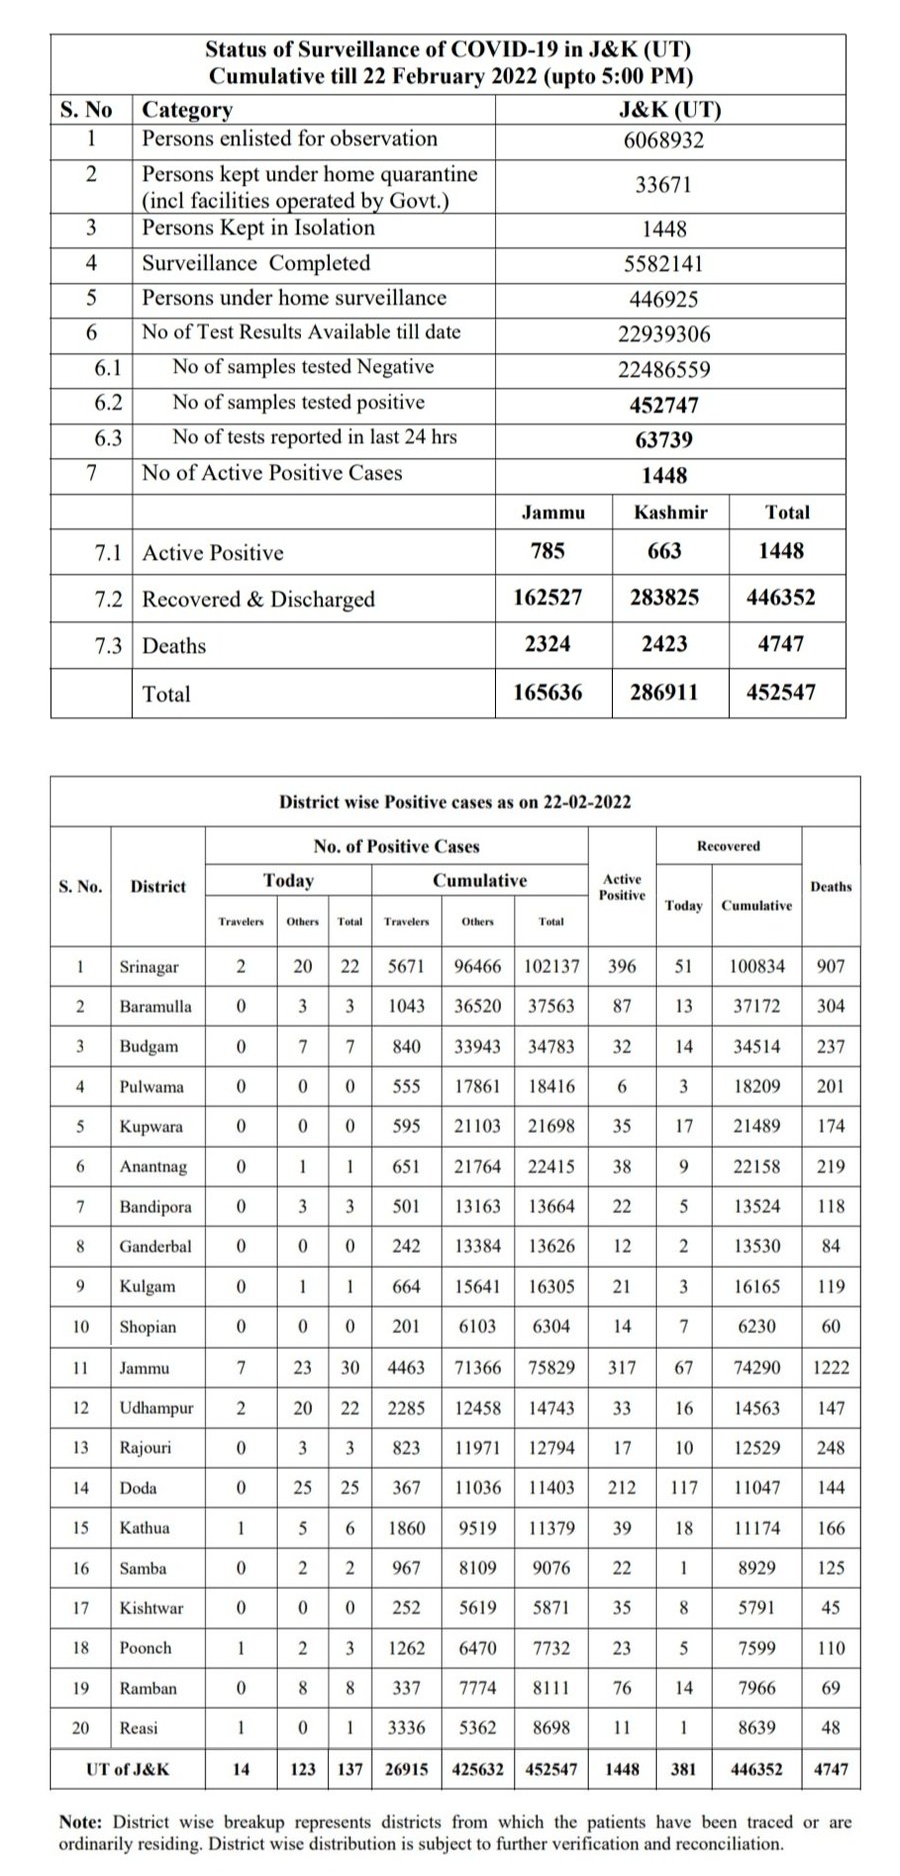 Status of Surveillance of COVID-19 in J&K (UT)
Cumulative till 22 February 2022 (upto 5:00 PM)
S. No Category J&K (UT)
1 Persons enlisted for observation 6068932
2 Persons kept under home quarantine (incl facilities operated by Govt.) 33671
3 Persons Kept in Isolation 1448
4 Surveillance Completed 5582141
5 Persons under home surveillance 446925
6 No of Test Results Available till date 22939306
6.1 No of samples tested Negative 22486559
6.2 No of samples tested positive 452747
6.3 No of tests reported in last 24 hrs 63739
7 No of Active Positive Cases 1448
Jammu Kashmir Total
7.1 Active Positive 785 663 1448
7.2 Recovered & Discharged 162527 283825 446352
7.3 Deaths 2324 2423 4747
Total 165636 286911 452547
District wise Positive cases as on 22-02-2022
S. No. District No. of Positive Cases Active Positive Recovered Deaths
Today Cumulative Today Cumulative
Travelers Others Total Travelers Others Total
1 Srinagar 2 20 22 5671 96466 102137 396 51 100834 907
2 Baramulla 0 3 3 1043 36520 37563 87 13 37172 304
3 Budgam 0 7 7 840 33943 34783 32 14 34514 237
4 Pulwama 0 0 0 555 17861 18416 6 3 18209 201
5 Kupwara 0 0 0 595 21103 21698 35 17 21489 174
6 Anantnag 0 1 1 651 21764 22415 38 9 22158 219
7 Bandipora 0 3 3 501 13163 13664 22 5 13524 118
8 Ganderbal 0 0 0 242 13384 13626 12 2 13530 84
9 Kulgam 0 1 1 664 15641 16305 21 3 16165 119
10 Shopian 0 0 0 201 6103 6304 14 7 6230 60
11 Jammu 7 23 30 4463 71366 75829 317 67 74290 1222
12 Udhampur 2 20 22 2285 12458 14743 33 16 14563 147
13 Rajouri 0 3 3 823 11971 12794 17 10 12529 248
14 Doda 0 25 25 367 11036 11403 212 117 11047 144
15 Kathua 1 5 6 1860 9519 11379 39 18 11174 166
16 Samba 0 2 2 967 8109 9076 22 1 8929 125
17 Kishtwar 0 0 0 252 5619 5871 35 8 5791 45
18 Poonch 1 2 3 1262 6470 7732 23 5 7599 110
19 Ramban 0 8 8 337 7774 8111 76 14 7966 69
20 Reasi 1 0 1 3336 5362 8698 11 1 8639 48
UT of J&K 14 123 137 26915 425632 452547 1448 381 446352 4747
Note: District wise breakup represents districts from which the patients have been traced or are
ordinarily residing. District wise distribution is subject to further verification and reconciliation.